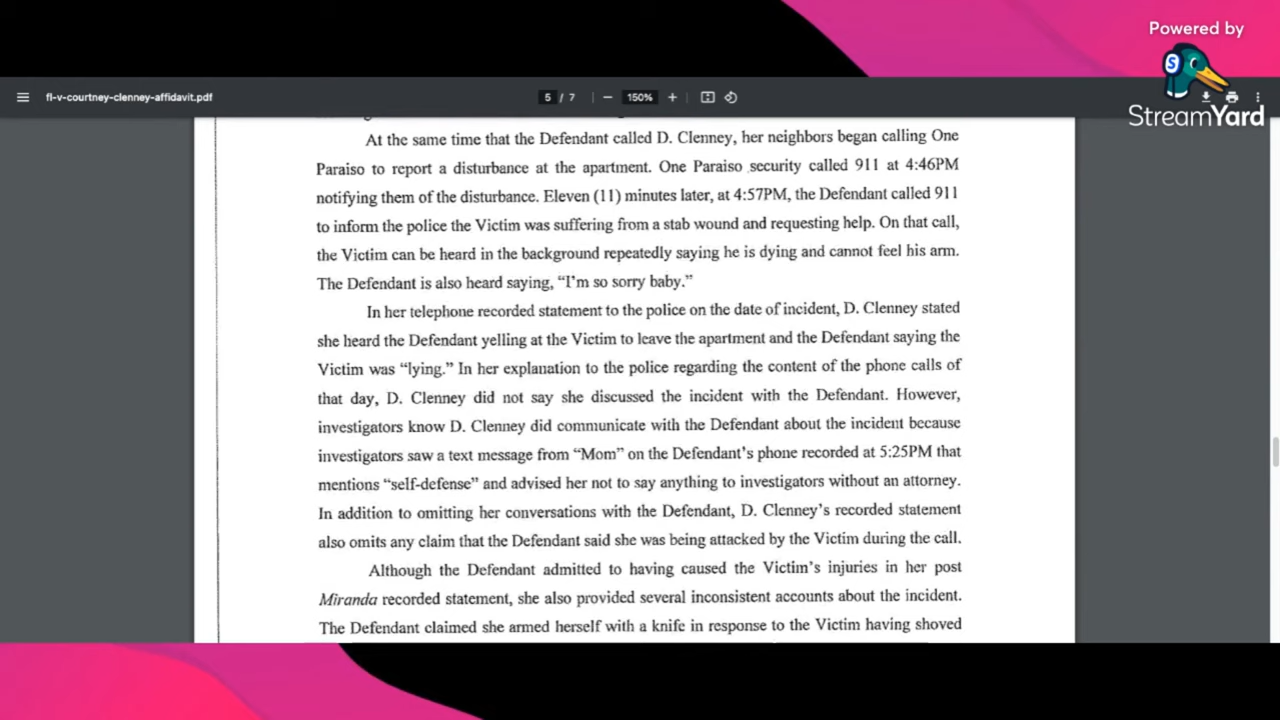 Powered by
StreamYard
fl-v-courtney-clenney-affidavit.pdf
5 / 7
150%
At the same time that the Defendant called D. Clenney, her neighbors began calling One
Paraiso to report a disturbance at the apartment. One Paraiso security called 911 at 4:46PM
notifying them of the disturbance. Eleven (11) minutes later, at 4:57PM, the Defendant called 911
to inform the police the Victim was suffering from a stab wound and requesting help. On that call,
the Victim can be heard in the background repeatedly saying he is dying and cannot feel his arm.
The Defendant is also heard saying, “I’m so sorry baby.”
In her telephone recorded statement to the police on the date of incident, D. Clenney stated
she heard the Defendant yelling at the Victim to leave the apartment and the Defendant saying the
Victim was “lying.” In her explanation to the police regarding the content of the phone calls of
that day, D. Clenney did not say she discussed the incident with the Defendant. However,
investigators know D. Clenney did communicate with the Defendant about the incident because
investigators saw a text message from “Mom” on the Defendant’s phone recorded at 5:25PM that
mentions “self-defense” and advised her not to say anything to investigators without an attorney.
In addition to omitting her conversations with the Defendant, D. Clenney’s recorded statement
also omits any claim that the Defendant said she was being attacked by the Victim during the call.
Although the Defendant admitted to having caused the Victim’s injuries in her post
Miranda recorded statement, she also provided several inconsistent accounts about the incident.
The Defendant claimed she armed herself with a knife in response to the Victim having shoved